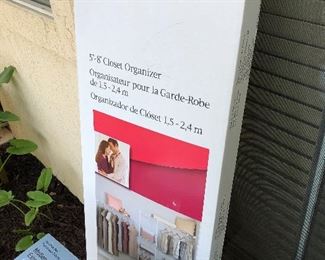 5'-8' Closet Organizer
Organisateur pour la Garde-Robe
de 1,5 - 2,4 m
Organizador de Clóset 1,5 - 2,4 m